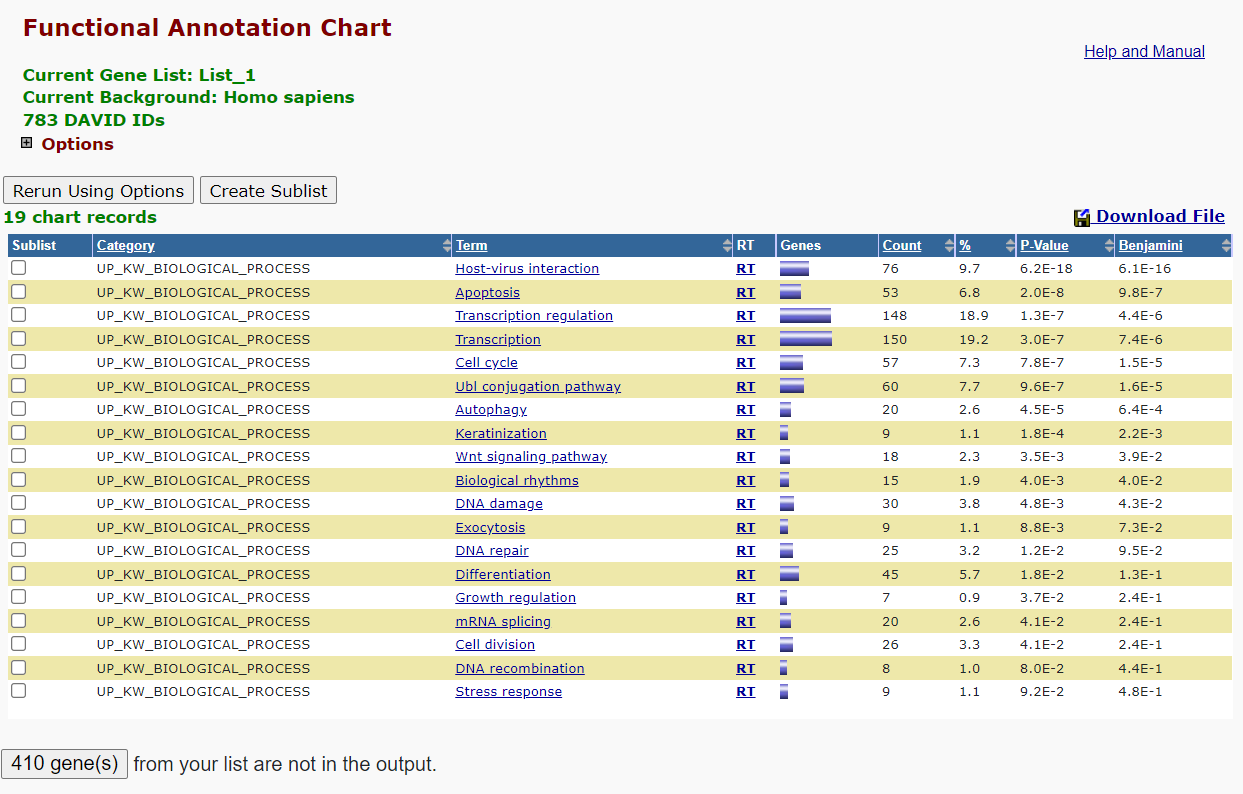 Functional Annotation Chart
Help and Manual
Current Gene List: List_1
Current Background: Homo sapiens
783 DAVID IDs
Options
Rerun Using Options Create Sublist
19 chart records Download File
Sublist Category Term RT Genes Count % P-Value Benjamini
UP_KW_BIOLOGICAL_PROCESS Host-virus interaction RT 76 9.7 6.2E-18 6.1E-16
UP_KW_BIOLOGICAL_PROCESS Apoptosis RT 53 6.8 2.0E-8 9.8E-7
UP_KW_BIOLOGICAL_PROCESS Transcription regulation RT 148 18.9 1.3E-7 4.4E-6
UP_KW_BIOLOGICAL_PROCESS Transcription RT 150 19.2 3.0E-7 7.4E-6
UP_KW_BIOLOGICAL_PROCESS Cell cycle RT 57 7.3 7.8E-7 1.5E-5
UP_KW_BIOLOGICAL_PROCESS Ubl conjugation pathway RT 60 7.7 9.6E-7 1.6E-5
UP_KW_BIOLOGICAL_PROCESS Autophagy RT 20 2.6 4.5E-5 6.4E-4
UP_KW_BIOLOGICAL_PROCESS Keratinization RT 9 1.1 1.8E-4 2.2E-3
UP_KW_BIOLOGICAL_PROCESS Wnt signaling pathway RT 18 2.3 3.5E-3 3.9E-2
UP_KW_BIOLOGICAL_PROCESS Biological rhythms RT 15 1.9 4.0E-3 4.0E-2
UP_KW_BIOLOGICAL_PROCESS DNA damage RT 30 3.8 4.8E-3 4.3E-2
UP_KW_BIOLOGICAL_PROCESS Exocytosis RT 9 1.1 8.8E-3 7.3E-2
UP_KW_BIOLOGICAL_PROCESS DNA repair RT 25 3.2 1.2E-2 9.5E-2
UP_KW_BIOLOGICAL_PROCESS Differentiation RT 45 5.7 1.8E-2 1.3E-1
UP_KW_BIOLOGICAL_PROCESS Growth regulation RT 7 0.9 3.7E-2 2.4E-1
UP_KW_BIOLOGICAL_PROCESS mRNA splicing RT 20 2.6 4.1E-2 2.4E-1
UP_KW_BIOLOGICAL_PROCESS Cell division RT 26 3.3 4.1E-2 2.4E-1
UP_KW_BIOLOGICAL_PROCESS DNA recombination RT 8 1.0 8.0E-2 4.4E-1
UP_KW_BIOLOGICAL_PROCESS Stress response RT 9 1.1 9.2E-2 4.8E-1
410 gene(s) from your list are not in the output.